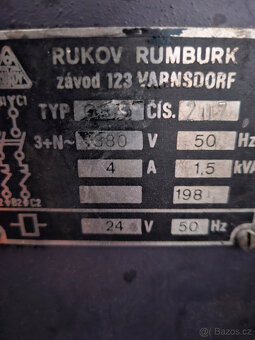 RUKOV RUMBURK
závod 123 VARNSDORF
TYP ČÍS.
3+N~ 380 V 50 Hz
4 A 1,5 kVA
198
24 V 50 Hz
bazoš.cz